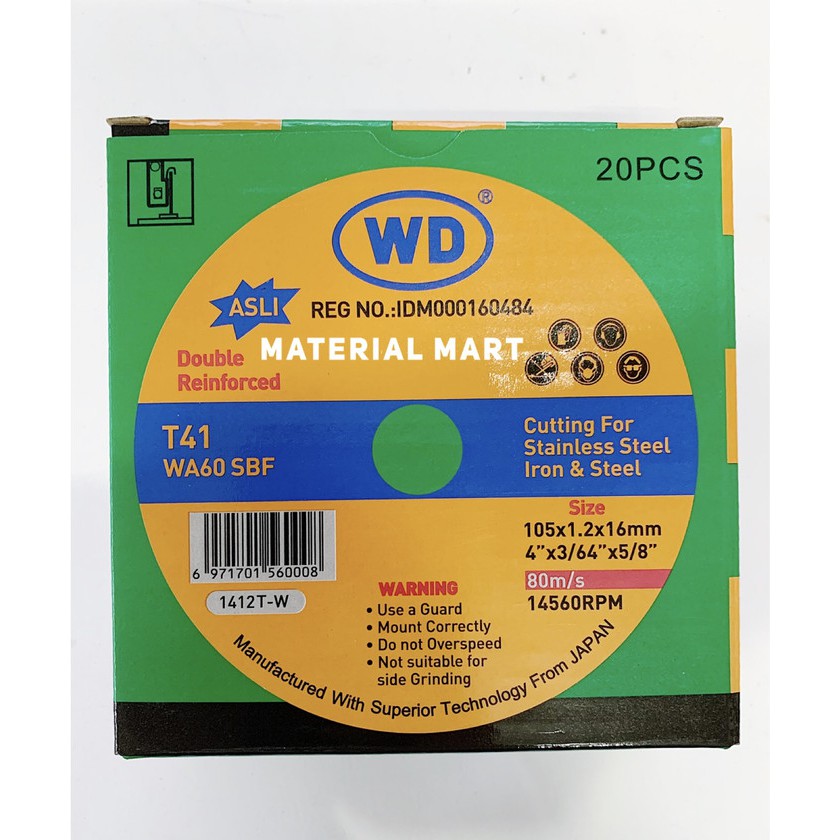 20PCS
WD®
ASLI
REG NO.:IDM000160484
MATERIAL MART
Double
Reinforced
T41
WA60 SBF
Cutting For
Stainless Steel
Iron & Steel
Size
105x1.2x16mm
4”x3/64”x5/8”
80m/s
14560RPM
6 971701 560008
1412T-W
WARNING
• Use a Guard
• Mount Correctly
• Do not Overspeed
• Not suitable for
side Grinding
Manufactured With Superior Technology From JAPAN